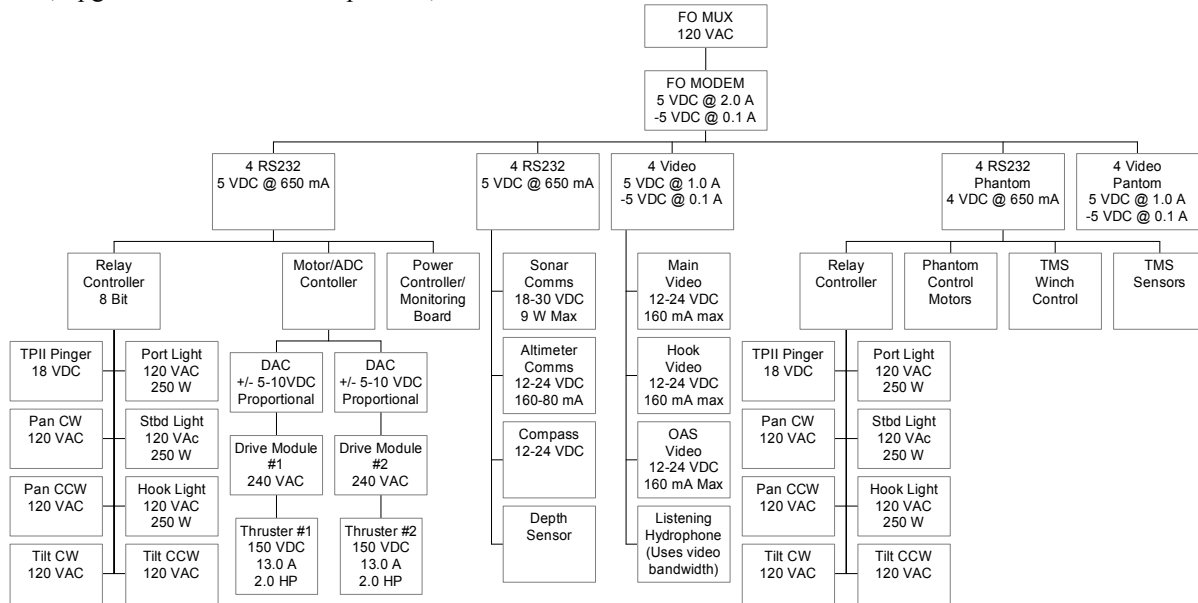 FO MUX
120 VAC
FO MODEM
5 VDC @ 2.0 A
-5 VDC @ 0.1 A
4 RS232
5 VDC @ 650 mA
4 RS232
5 VDC @ 650 mA
4 Video
5 VDC @ 1.0 A
-5 VDC @ 0.1 A
4 RS232
Phantom
4 VDC @ 650 mA
4 Video
Pantom
5 VDC @ 1.0 A
-5 VDC @ 0.1 A
Relay
Controller
8 Bit
Motor/ADC
Contoller
Power
Controller/
Monitoring
Board
Sonar
Comms
18-30 VDC
9 W Max
Main
Video
12-24 VDC
160 mA max
Relay
Controller
Phantom
Control
Motors
TMS
Winch
Control
TMS
Sensors
TPII Pinger
18 VDC
Port Light
120 VAC
250 W
DAC
+/- 5-10VDC
Proportional
DAC
+/- 5-10 VDC
Proportional
Altimeter
Comms
12-24 VDC
160-80 mA
Hook
Video
12-24 VDC
160 mA max
TPII Pinger
18 VDC
Port Light
120 VAC
250 W
Pan CW
120 VAC
Stbd Light
120 VAc
250 W
Drive Module
#1
240 VAC
Drive Module
#2
240 VAC
Compass
12-24 VDC
OAS
Video
12-24 VDC
160 mA Max
Pan CW
120 VAC
Stbd Light
120 VAc
250 W
Pan CCW
120 VAC
Hook Light
120 VAC
250 W
Thruster #1
150 VDC
13.0 A
2.0 HP
Thruster #2
150 VDC
13.0 A
2.0 HP
Depth
Sensor
Listening
Hydrophone
(Uses video
bandwidth)
Pan CCW
120 VAC
Hook Light
120 VAC
250 W
Tilt CW
120 VAC
Tilt CCW
120 VAC
Tilt CW
120 VAC
Tilt CCW
120 VAC